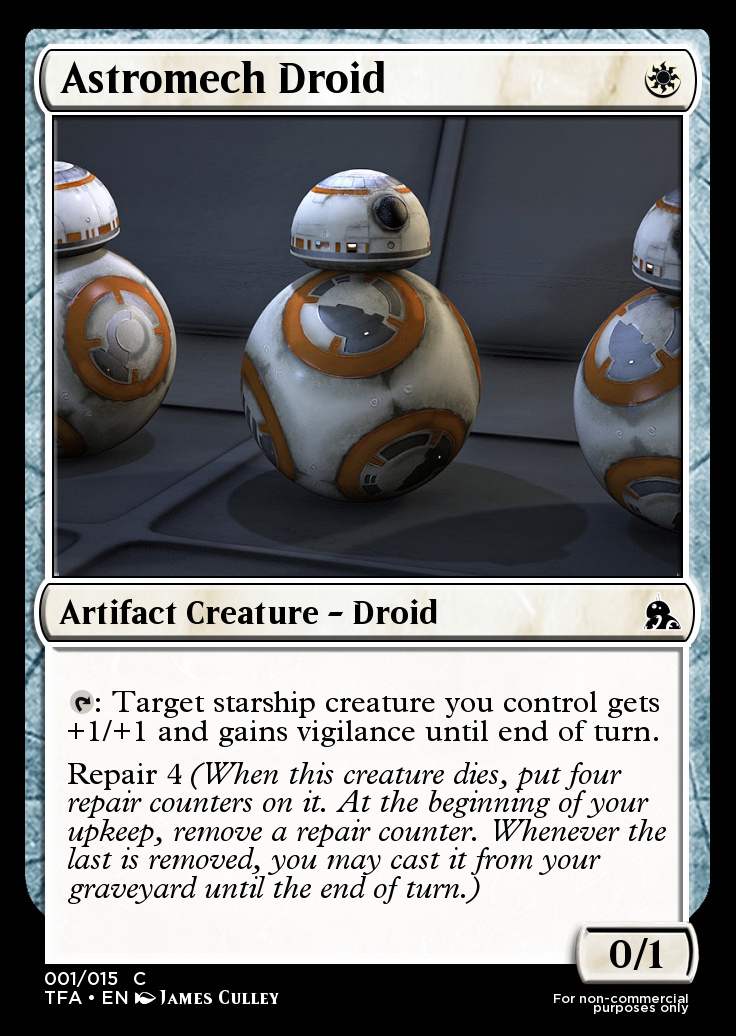 Astromech Droid
Artifact Creature – Droid
: Target starship creature you control gets
+1/+1 and gains vigilance until end of turn.
Repair 4 (When this creature dies, put four
repair counters on it. At the beginning of your
upkeep, remove a repair counter. Whenever the
last is removed, you may cast it from your
graveyard until the end of turn.)
0/1
001/015 C
TFA • EN James Culley
For non-commercial
purposes only